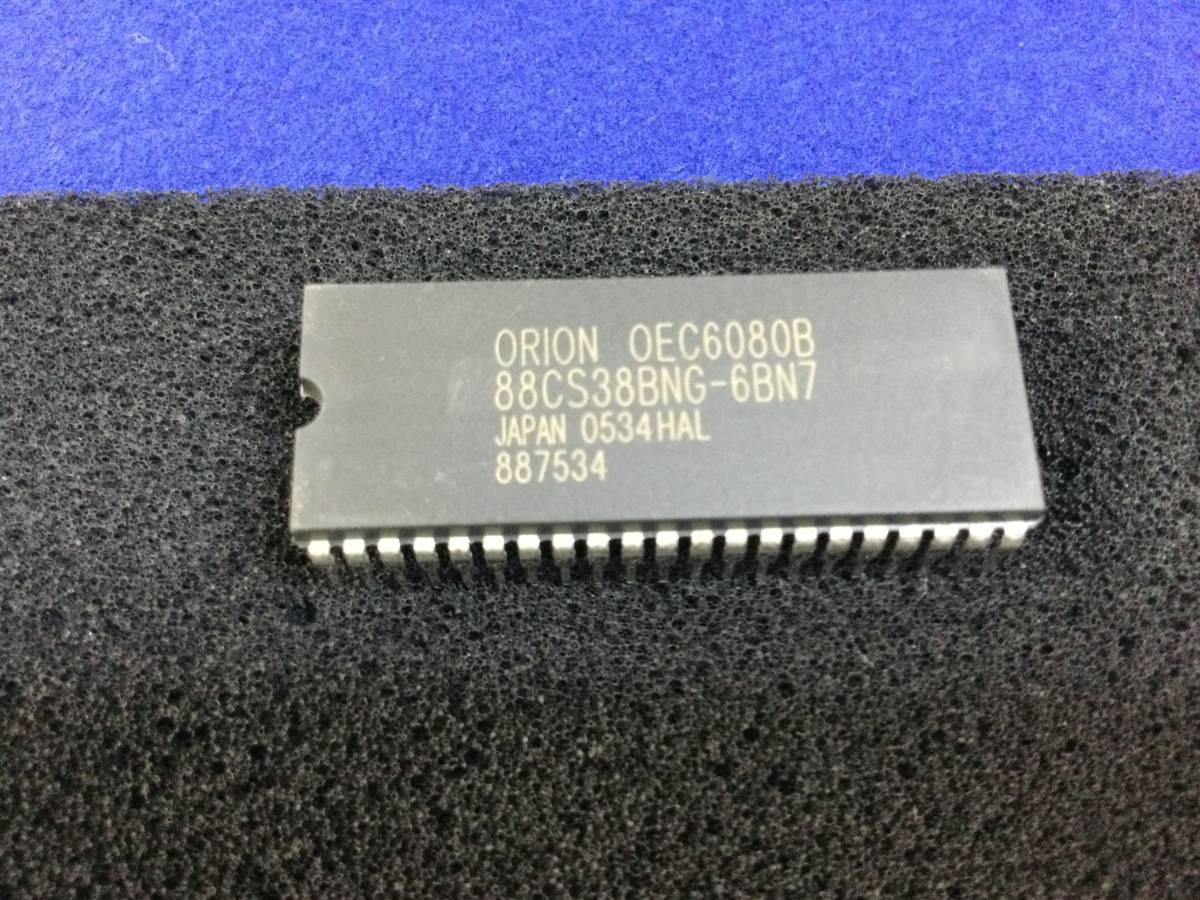 ORION OEC6080B
88CS38BNG-6BN7
JAPAN 0534HAL
887534